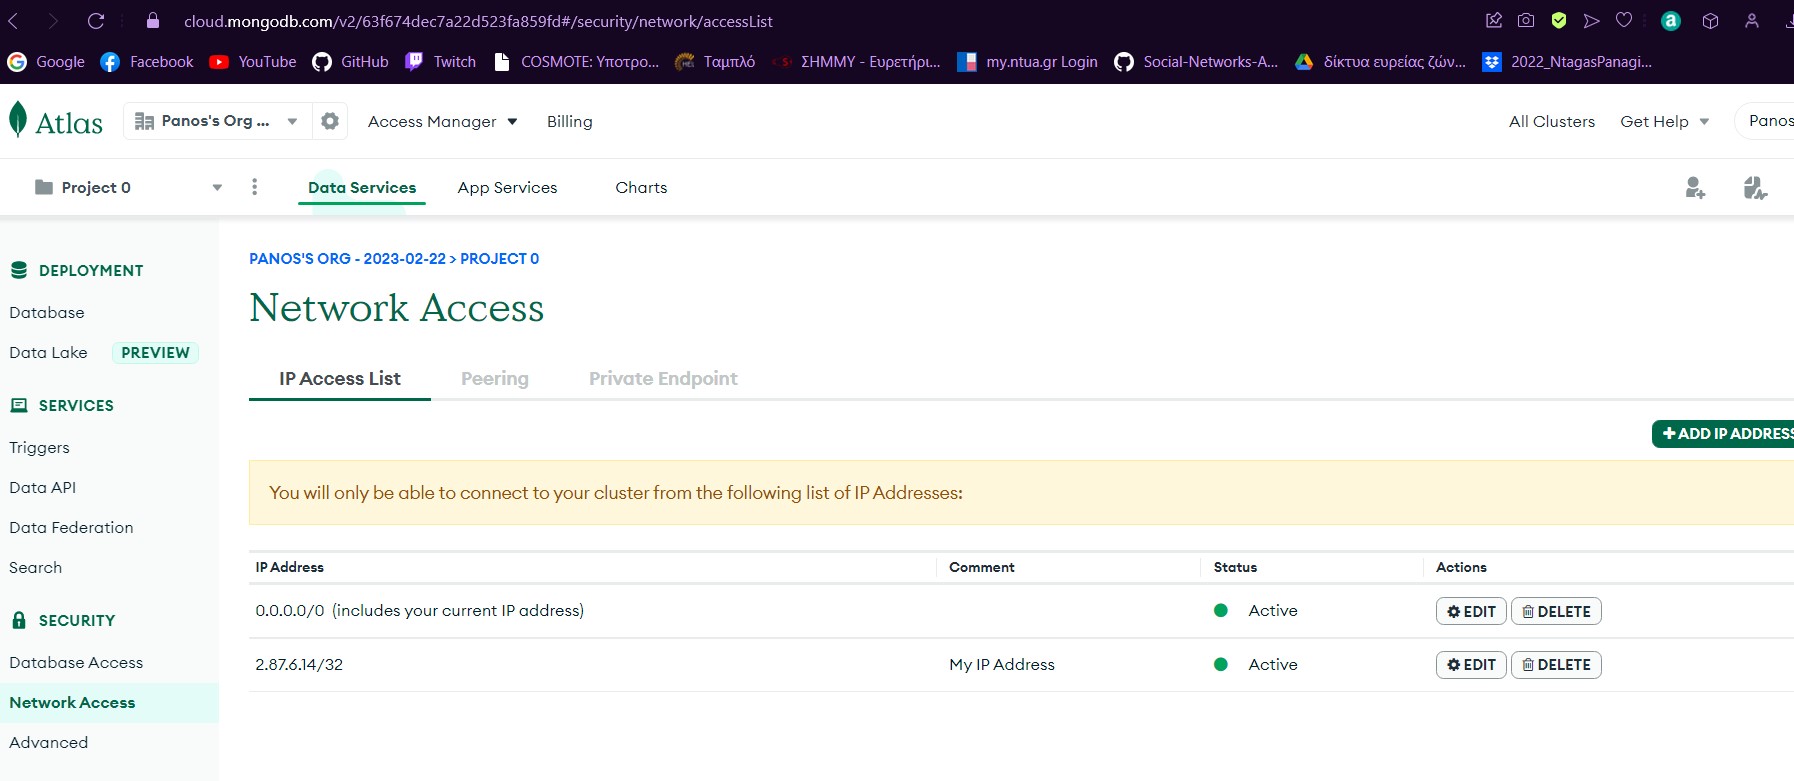 cloud.mongodb.com/v2/63f674dec7a22d523fa859fd#/security/network/accessList
Google Facebook YouTube GitHub Twitch COSMOTE: Υποτρο... Ταμπλό ΣΗΜΜΥ - Ευρετήρι... my.ntua.gr Login Social-Networks-A... δίκτυα ευρείας ζών... 2022_NtagasPanagi...
Atlas Panos's Org ... Access Manager Billing All Clusters Get Help Panos
Project 0 Data Services App Services Charts
PANOS'S ORG - 2023-02-22 > PROJECT 0
Network Access
IP Access List Peering Private Endpoint
+ ADD IP ADDRESS
You will only be able to connect to your cluster from the following list of IP Addresses:
IP Address Comment Status Actions
0.0.0.0/0 (includes your current IP address) Active EDIT DELETE
2.87.6.14/32 My IP Address Active EDIT DELETE
DEPLOYMENT
Database
Data Lake PREVIEW
SERVICES
Triggers
Data API
Data Federation
Search
SECURITY
Database Access
Network Access
Advanced